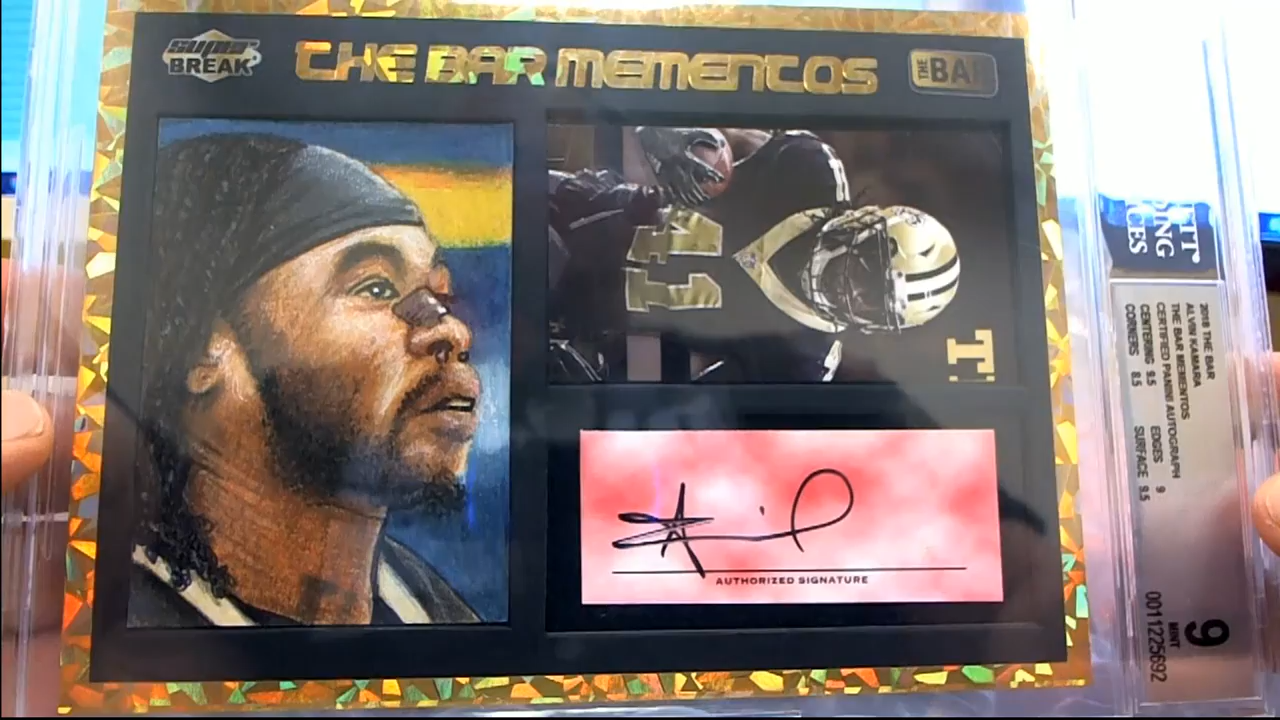 super BREAK
THE BAR MEMENTOS
THE BAR
41
AUTHORIZED SIGNATURE
2018 THE BAR
ALVIN KAMARA
THE BAR MEMENTOS
CERTIFIED PANINI AUTOGRAPH
CENTERING 9.5 EDGES 9
CORNERS 8.5 SURFACE 9.5
9
MINT
0011225692